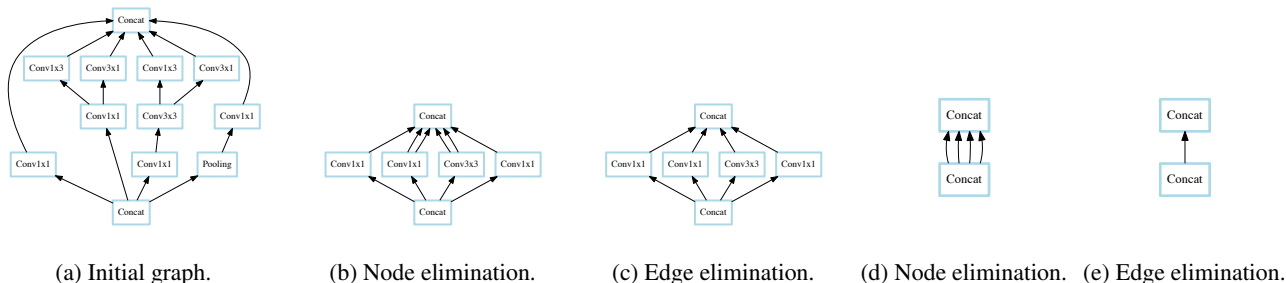 Concat
Conv1x3 Conv3x1 Conv1x3 Conv3x1
Conv1x1 Conv3x3 Conv1x1
Conv1x1 Conv1x1 Pooling
Concat
(a) Initial graph.
Concat
Conv1x1 Conv1x1 Conv3x3 Conv1x1
Concat
(b) Node elimination.
Concat
Conv1x1 Conv1x1 Conv3x3 Conv1x1
Concat
(c) Edge elimination.
Concat
Concat
(d) Node elimination.
Concat
Concat
(e) Edge elimination.